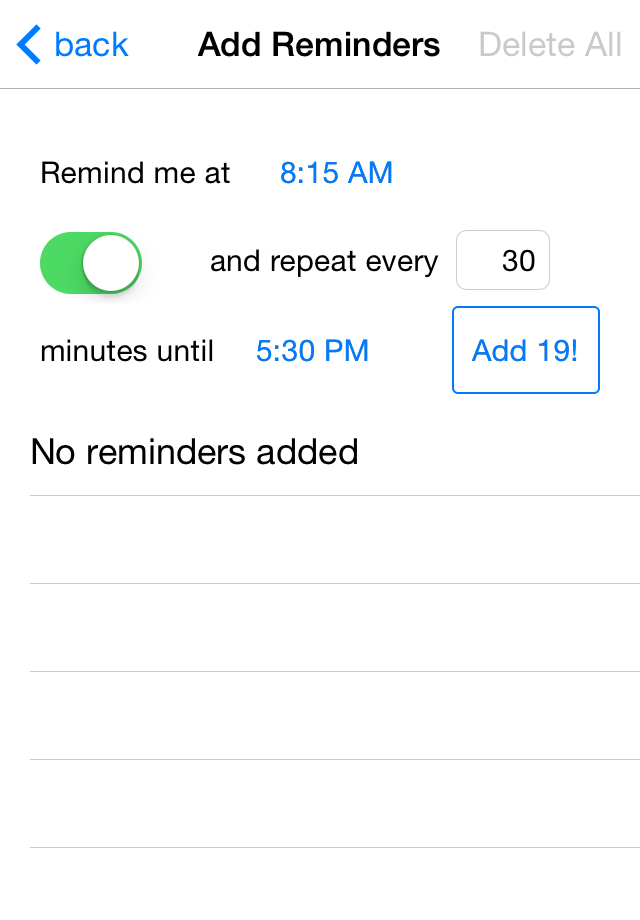 back Add Reminders Delete All
Remind me at 8:15 AM
and repeat every 30
minutes until 5:30 PM Add 19!
No reminders added